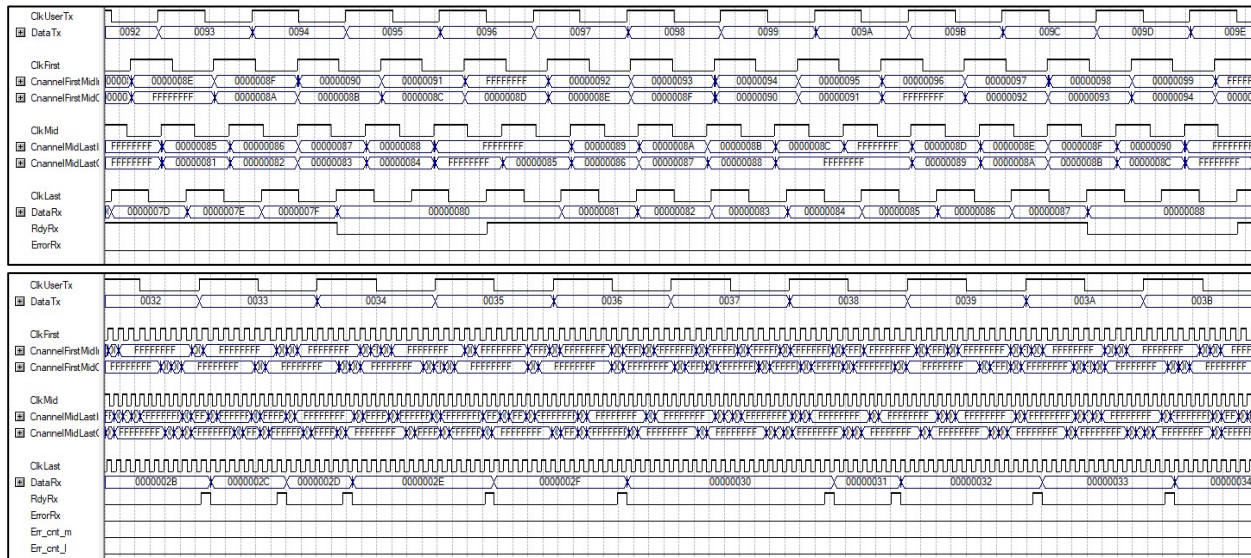 ClkUserTx
DataTx 0092 0093 0094 0095 0096 0097 0098 0099 009A 009B 009C 009D 009E
ClkFirst
CnannelFirstMidI 0000008E 0000008F 00000090 00000091 FFFFFFFF 00000092 00000093 00000094 00000095 00000096 00000097 00000098 00000099
CnannelFirstMidC FFFFFFFF 0000008A 0000008B 0000008C 0000008D 0000008E 0000008F 00000090 00000091 FFFFFFFF 00000092 00000093 00000094
ClkMid
ChannelMidLastI FFFFFFFF 00000085 00000086 00000087 00000088 FFFFFFFF 00000089 0000008A 0000008B 0000008C FFFFFFFF 0000008D 0000008E 0000008F 00000090 FFFFFFFF
CnannelMidLastC FFFFFFFF 00000081 00000082 00000083 00000084 FFFFFFFF 00000085 00000086 00000087 00000088 FFFFFFFF 00000089 0000008A 0000008B 0000008C FFFFFFFF
ClkLast
DataRx 0000007D 0000007E 0000007F 00000080 00000081 00000082 00000083 00000084 00000085 00000086 00000087 00000088
RdyRx
ErrorRx
ClkUserTx
DataTx 0032 0033 0034 0035 0036 0037 0038 0039 003A 003B
ClkFirst
CnannelFirstMidI
CnannelFirstMidC
ClkMid
ChannelMidLastI
CnannelMidLastC
ClkLast
DataRx 0000002B 0000002C 0000002D 0000002E 0000002F 00000030 00000031 00000032 00000033 00000034
RdyRx
ErrorRx
Err_cnt_m
Err_cnt_l